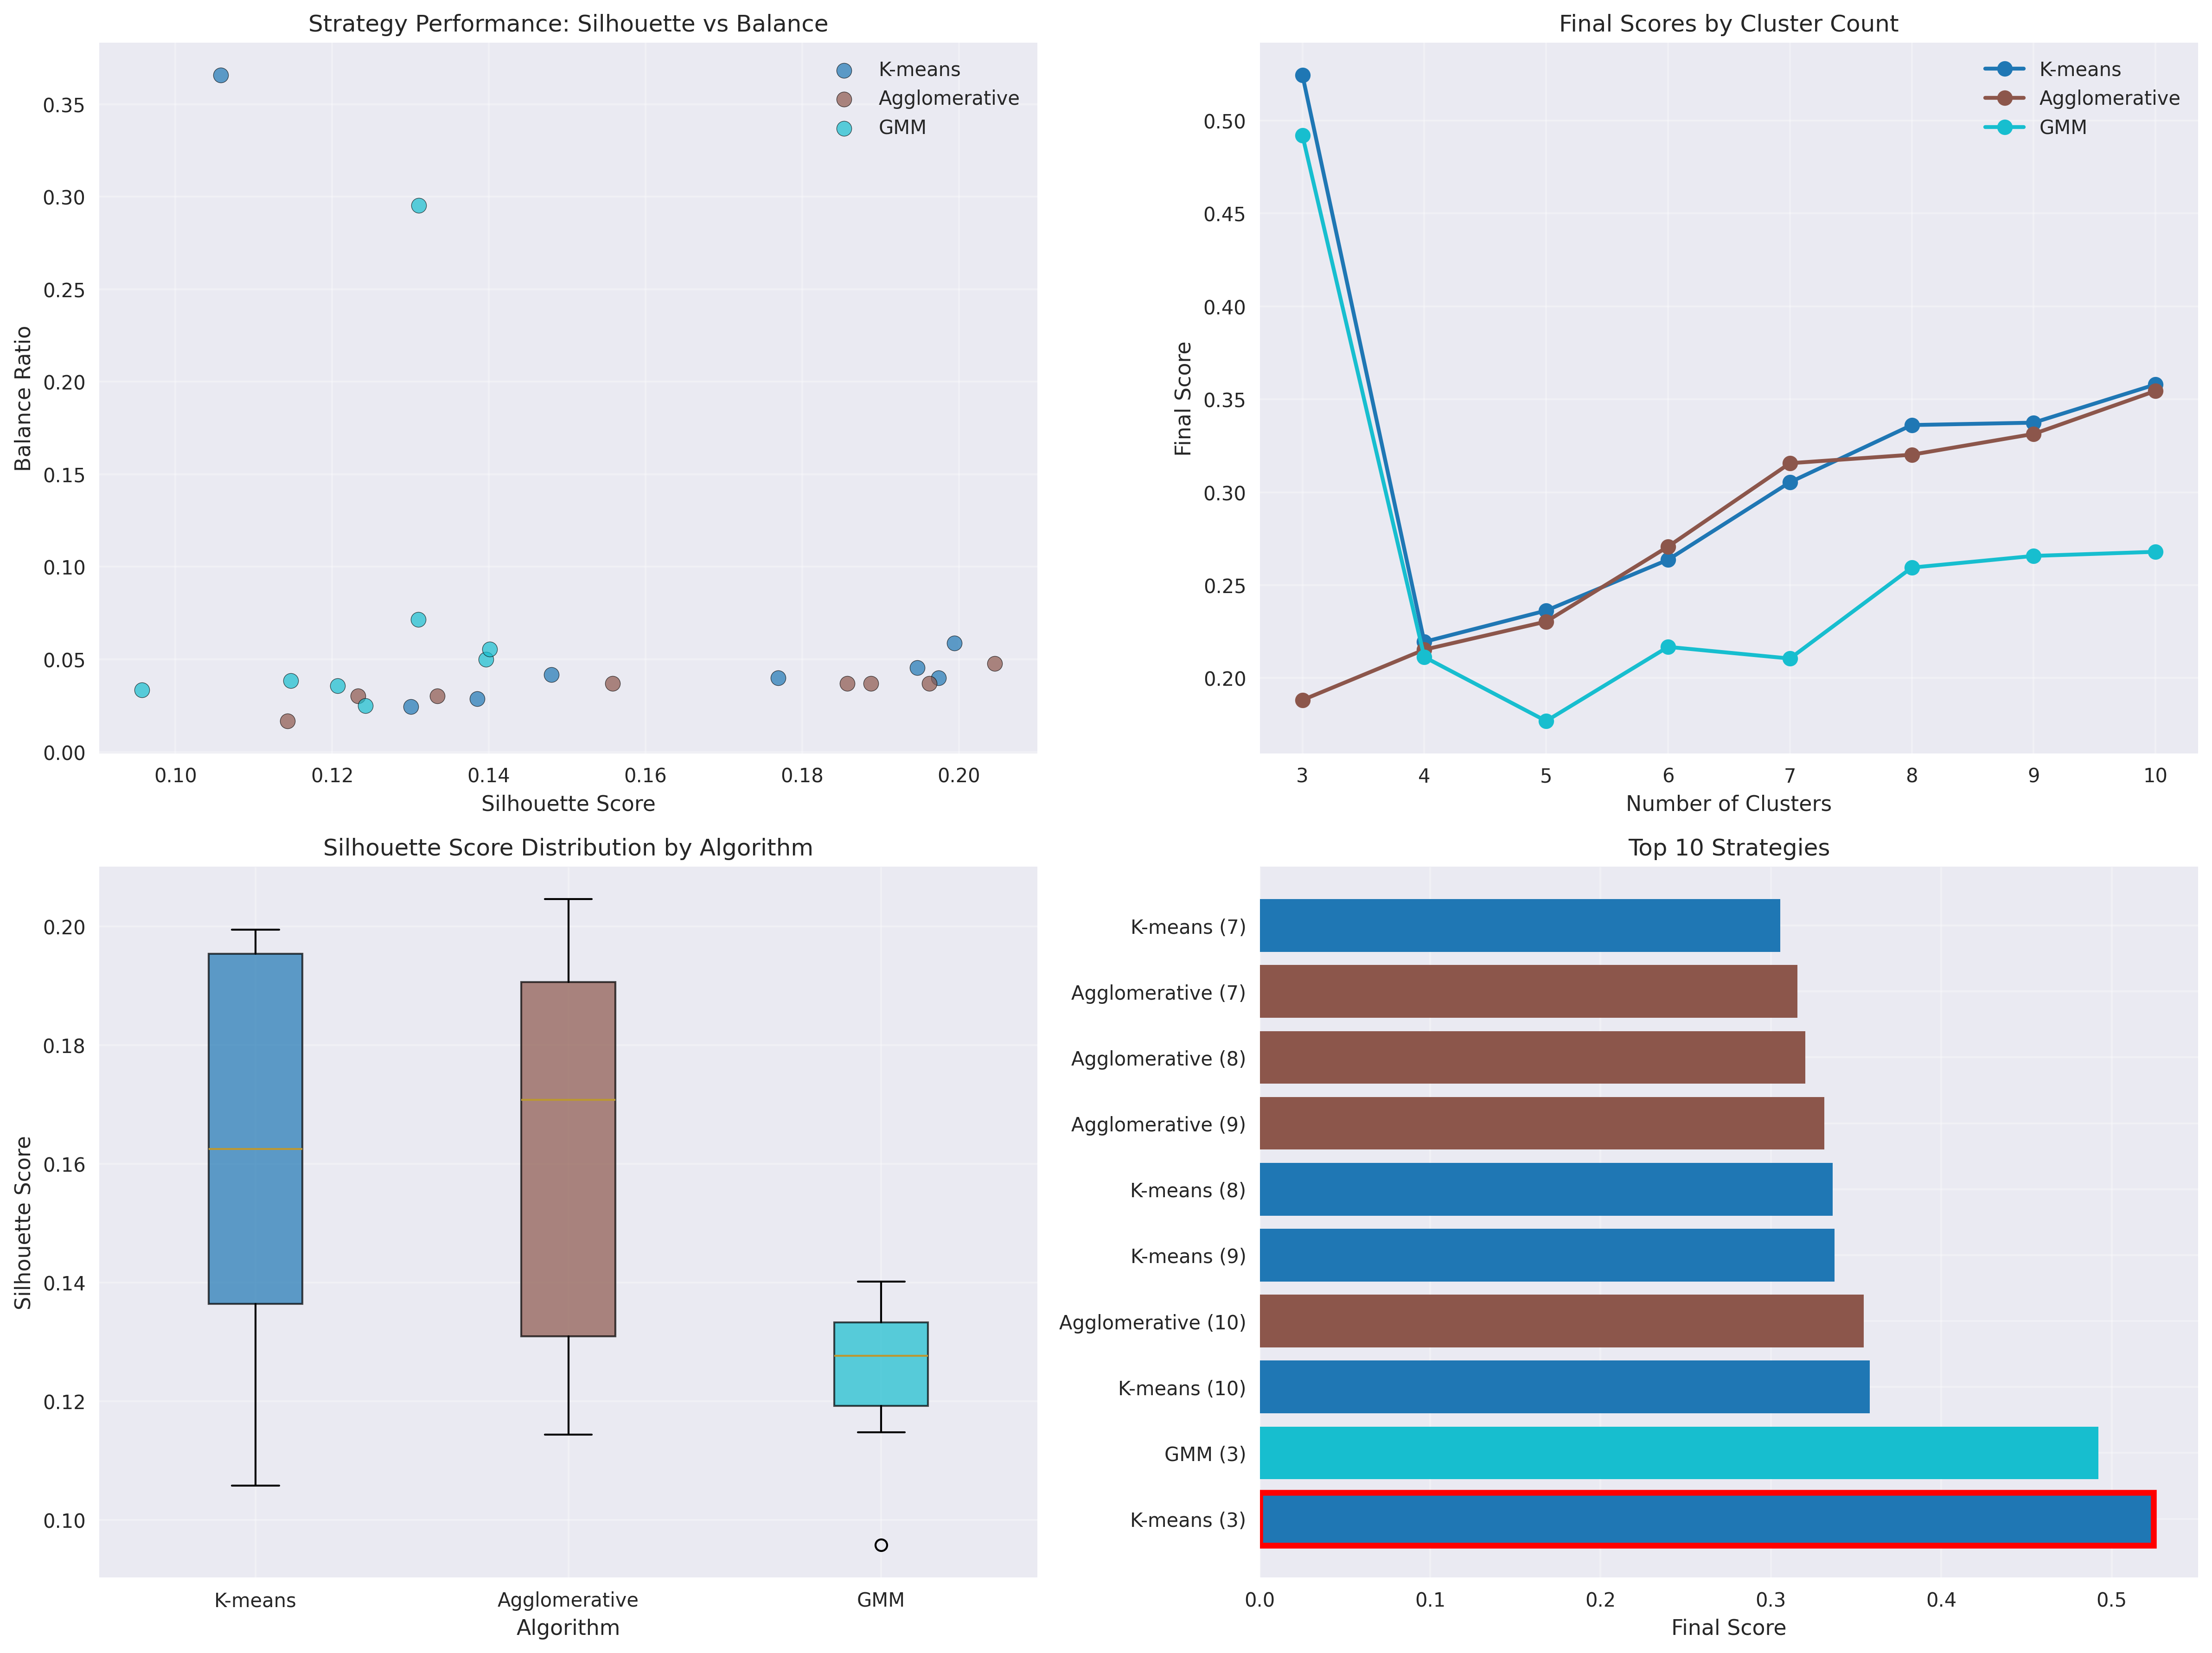 Strategy Performance: Silhouette vs Balance
K-means
Agglomerative
GMM
Balance Ratio
0.35
0.30
0.25
0.20
0.15
0.10
0.05
0.00
0.10 0.12 0.14 0.16 0.18 0.20
Silhouette Score
Final Scores by Cluster Count
K-means
Agglomerative
GMM
Final Score
0.50
0.45
0.40
0.35
0.30
0.25
0.20
3 4 5 6 7 8 9 10
Number of Clusters
Silhouette Score Distribution by Algorithm
Silhouette Score
0.20
0.18
0.16
0.14
0.12
0.10
K-means Agglomerative GMM
Algorithm
Top 10 Strategies
K-means (7)
Agglomerative (7)
Agglomerative (8)
Agglomerative (9)
K-means (8)
K-means (9)
Agglomerative (10)
K-means (10)
GMM (3)
K-means (3)
0.0 0.1 0.2 0.3 0.4 0.5
Final Score